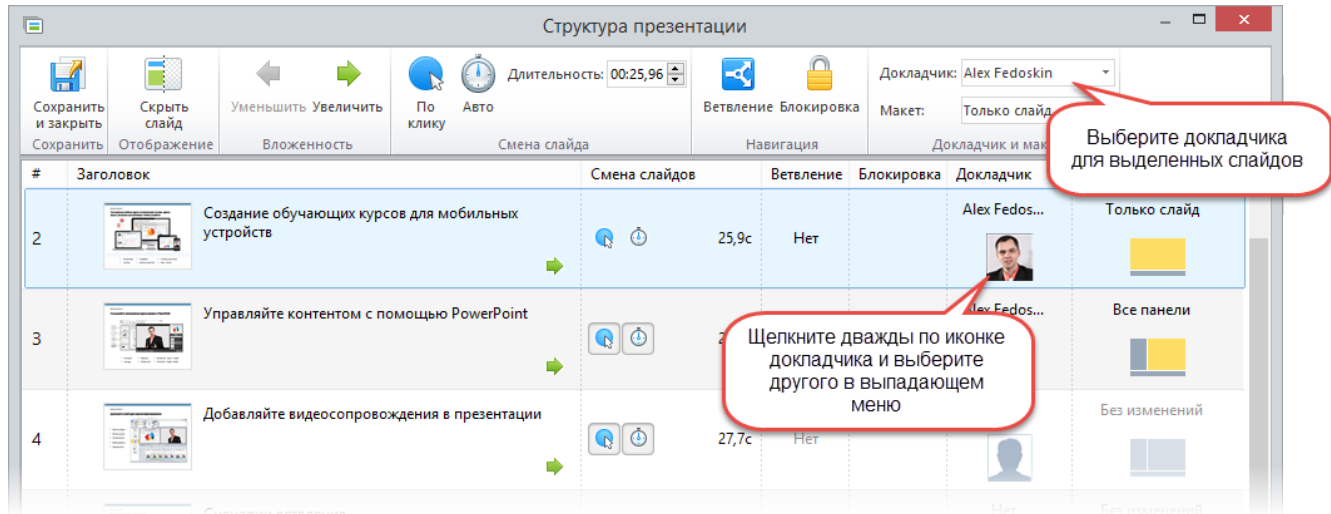 Структура презентации
Сохранить и закрыть
Скрыть слайд
Уменьшить
Увеличить
По клику
Авто
Длительность: 00:25,96
Ветвление
Блокировка
Докладчик: Alex Fedoskin
Макет: Только слайд
Сохранить
Отображение
Вложенность
Смена слайда
Навигация
Докладчик и мак
Выберите докладчика
для выделенных слайдов
# Заголовок Смена слайдов Ветвление Блокировка Докладчик
2 Создание обучающих курсов для мобильных
устройств
25,9с Нет Alex Fedos... Только слайд
3 Управляйте контентом с помощью PowerPoint
Alex Fedos... Все панели
Щелкните дважды по иконке
докладчика и выберите
другого в выпадающем
меню
4 Добавляйте видеосопровождения в презентации
27,7с Нет Без изменений
Нет Без изменений